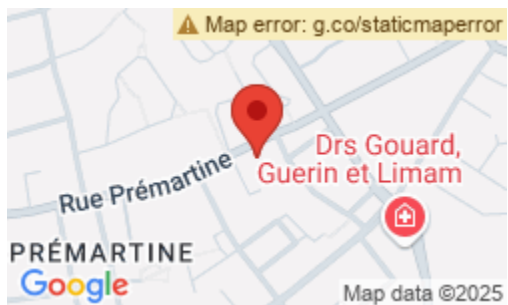 Map error: g.co/staticmaperror
Drs Gouard,
Guerin et Limam
Rue Prémartine
PRÉMARTINE
Google
Map data ©2025